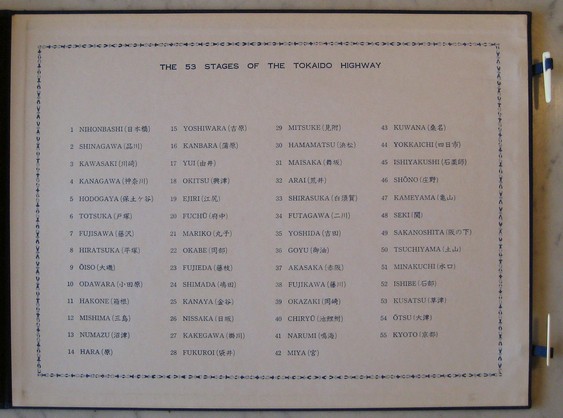 THE 53 STAGES OF THE TOKAIDO HIGHWAY
1 NIHONBASHI (日本橋)
2 SHINAGAWA (品川)
3 KAWASAKI (川崎)
4 KANAGAWA (神奈川)
5 HODOGAYA (保土ケ谷)
6 TOTSUKA (戸塚)
7 FUJISAWA (藤沢)
8 HIRATSUKA (平塚)
9 ŌISO (大磯)
10 ODAWARA (小田原)
11 HAKONE (箱根)
12 MISHIMA (三島)
13 NUMAZU (沼津)
14 HARA (原)
15 YOSHIWARA (吉原)
16 KANBARA (蒲原)
17 YUI (由井)
18 OKITSU (興津)
19 EJIRI (江尻)
20 FUCHŪ (府中)
21 MARIKO (丸子)
22 OKABE (岡部)
23 FUJIEDA (藤枝)
24 SHIMADA (嶋田)
25 KANAYA (金谷)
26 NISSAKA (日坂)
27 KAKEGAWA (掛川)
28 FUKUROI (袋井)
29 MITSUKE (見附)
30 HAMAMATSU (浜松)
31 MAISAKA (舞坂)
32 ARAI (荒井)
33 SHIRASUKA (白須賀)
34 FUTAGAWA (二川)
35 YOSHIDA (吉田)
36 GOYU (御油)
37 AKASAKA (赤坂)
38 FUJIKAWA (藤川)
39 OKAZAKI (岡崎)
40 CHIRYŪ (池鯉鮒)
41 NARUMI (鳴海)
42 MIYA (宮)
43 KUWANA (桑名)
44 YOKKAICHI (四日市)
45 ISHIYAKUSHI (石薬師)
46 SHŌNO (庄野)
47 KAMEYAMA (亀山)
48 SEKI (関)
49 SAKANOSHITA (阪の下)
50 TSUCHIYAMA (土山)
51 MINAKUCHI (水口)
52 ISHIBE (石部)
53 KUSATSU (草津)
54 ŌTSU (大津)
55 KYOTO (京都)